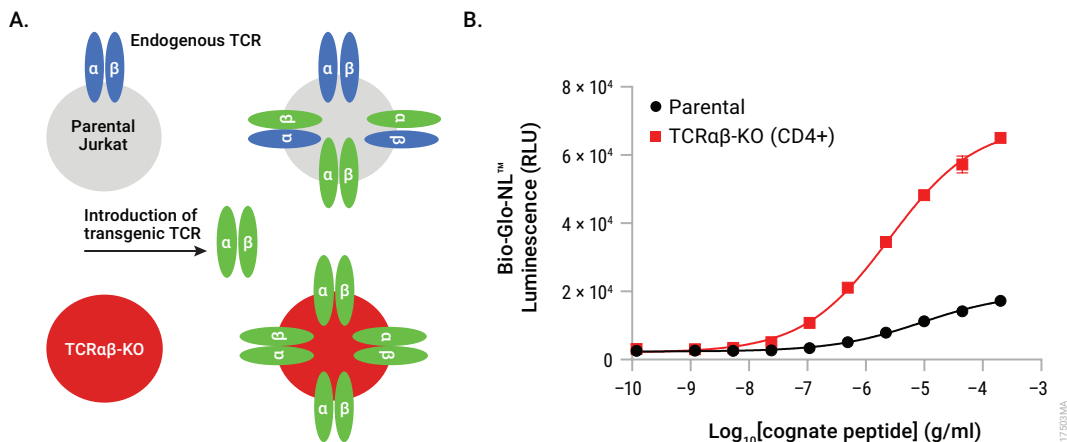 A.
Endogenous TCR
α β
Parental
Jurkat
α β
β
α
α
β
α β
Introduction of
transgenic TCR
α β
TCRαβ-KO
α β
β
α
α
β
α β
B.
Bio-Glo-NL™
Luminescence (RLU)
8 × 10⁴
6 × 10⁴
4 × 10⁴
2 × 10⁴
0
Parental
TCRαβ-KO (CD4+)
−10 −9 −8 −7 −6 −5 −4 −3
Log₁₀[cognate peptide] (g/ml)
17503MA